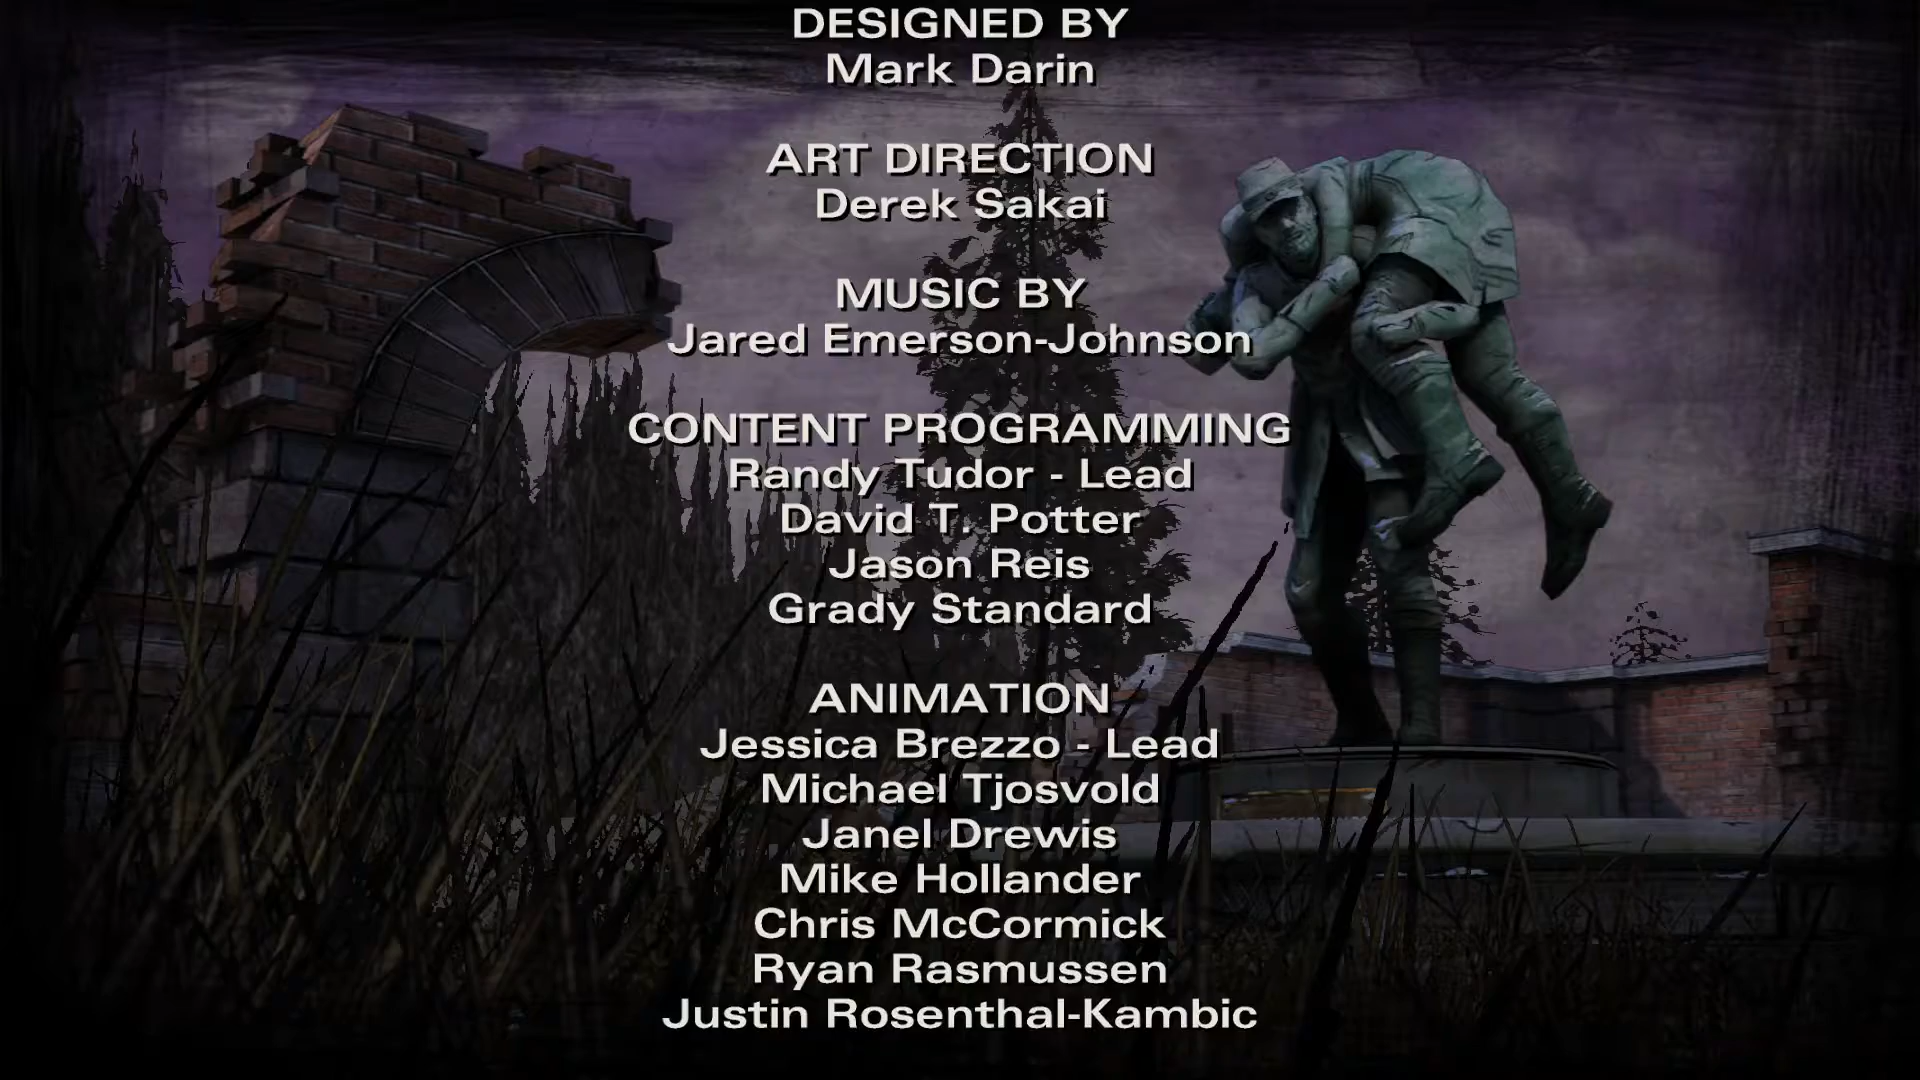 DESIGNED BY
Mark Darin
ART DIRECTION
Derek Sakai
MUSIC BY
Jared Emerson-Johnson
CONTENT PROGRAMMING
Randy Tudor - Lead
David T. Potter
Jason Reis
Grady Standard
ANIMATION
Jessica Brezzo - Lead
Michael Tjosvold
Janel Drewis
Mike Hollander
Chris McCormick
Ryan Rasmussen
Justin Rosenthal-Kambic